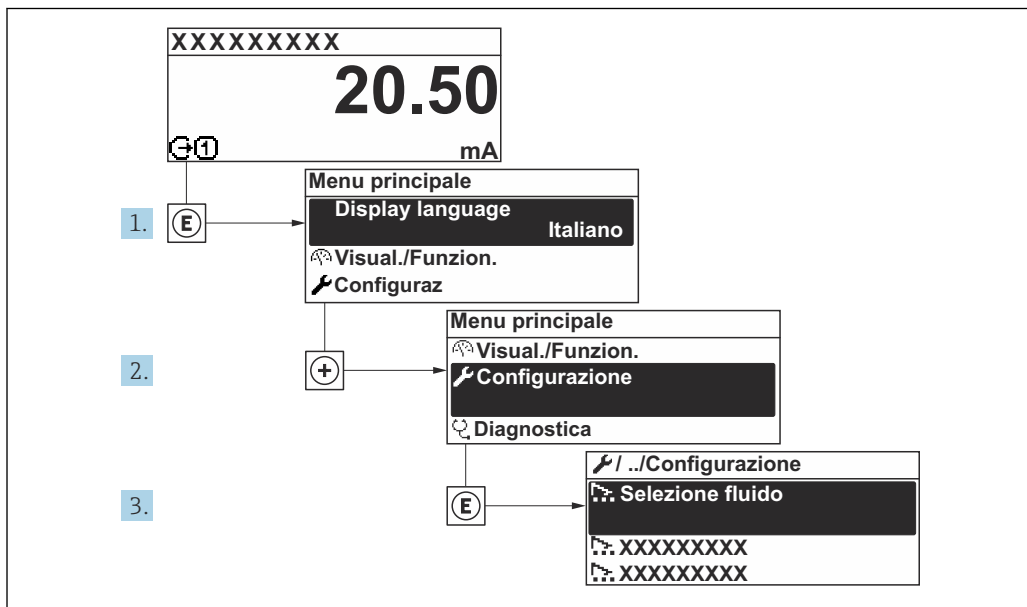 XXXXXXXXX
20.50
1 mA
Menu principale
Display language
Italiano
1. E
Visual./Funzion.
Configuraz
Menu principale
Visual./Funzion.
2. +
Configurazione
Diagnostica
/ ../Configurazione
Selezione fluido
3. E
XXXXXXXXX
XXXXXXXXX